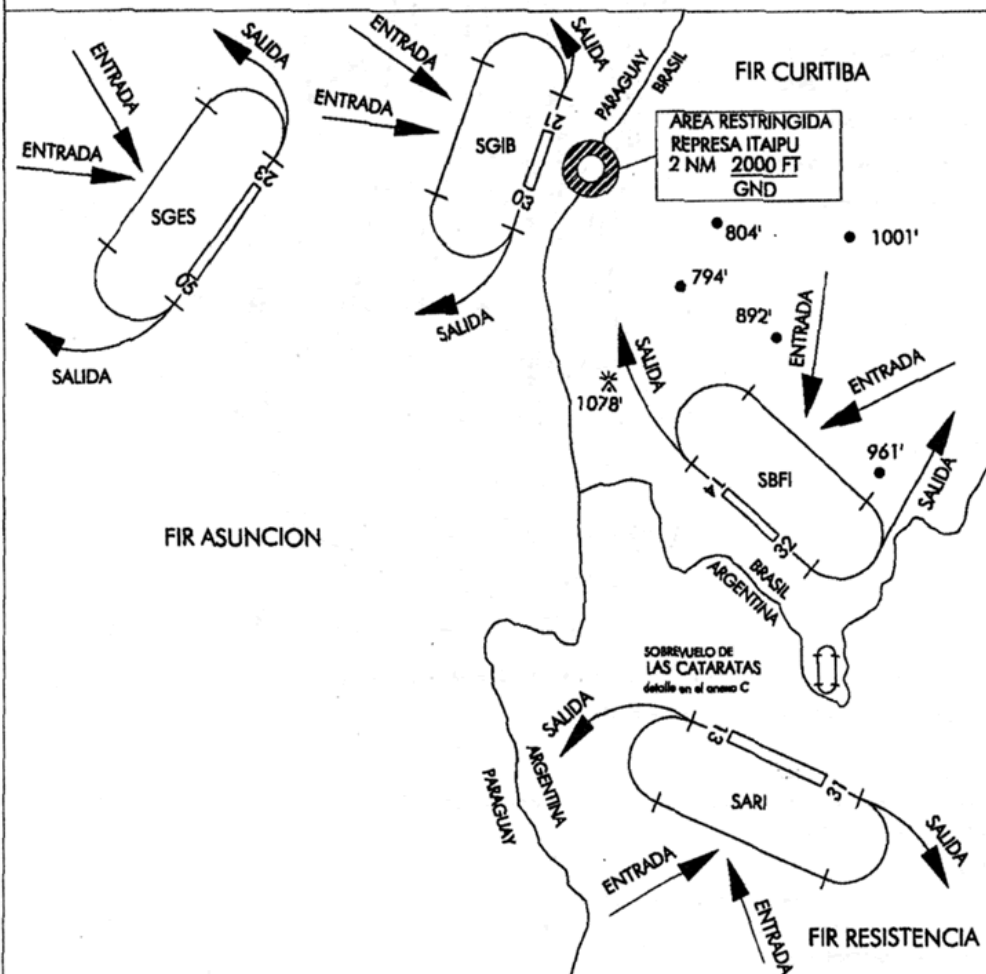 ENTRADA
SALIDA
ENTRADA
SGES
23
05
SALIDA
ENTRADA
SALIDA
ENTRADA
SGIB
21
03
SALIDA
PARAGUAY
BRASIL
FIR CURITIBA
AREA RESTRINGIDA
REPRESA ITAIPU
2 NM 2000 FT
GND
804'
1001'
794'
892'
ENTRADA
ENTRADA
SALIDA
1078'
961'
SBFI
SALIDA
14
32
BRASIL
ARGENTINA
FIR ASUNCION
SOBREVUELO DE
LAS CATARATAS
detalle en el anexo C
SALIDA
13
31
SARI
ARGENTINA
PARAGUAY
SALIDA
ENTRADA
ENTRADA
FIR RESISTENCIA